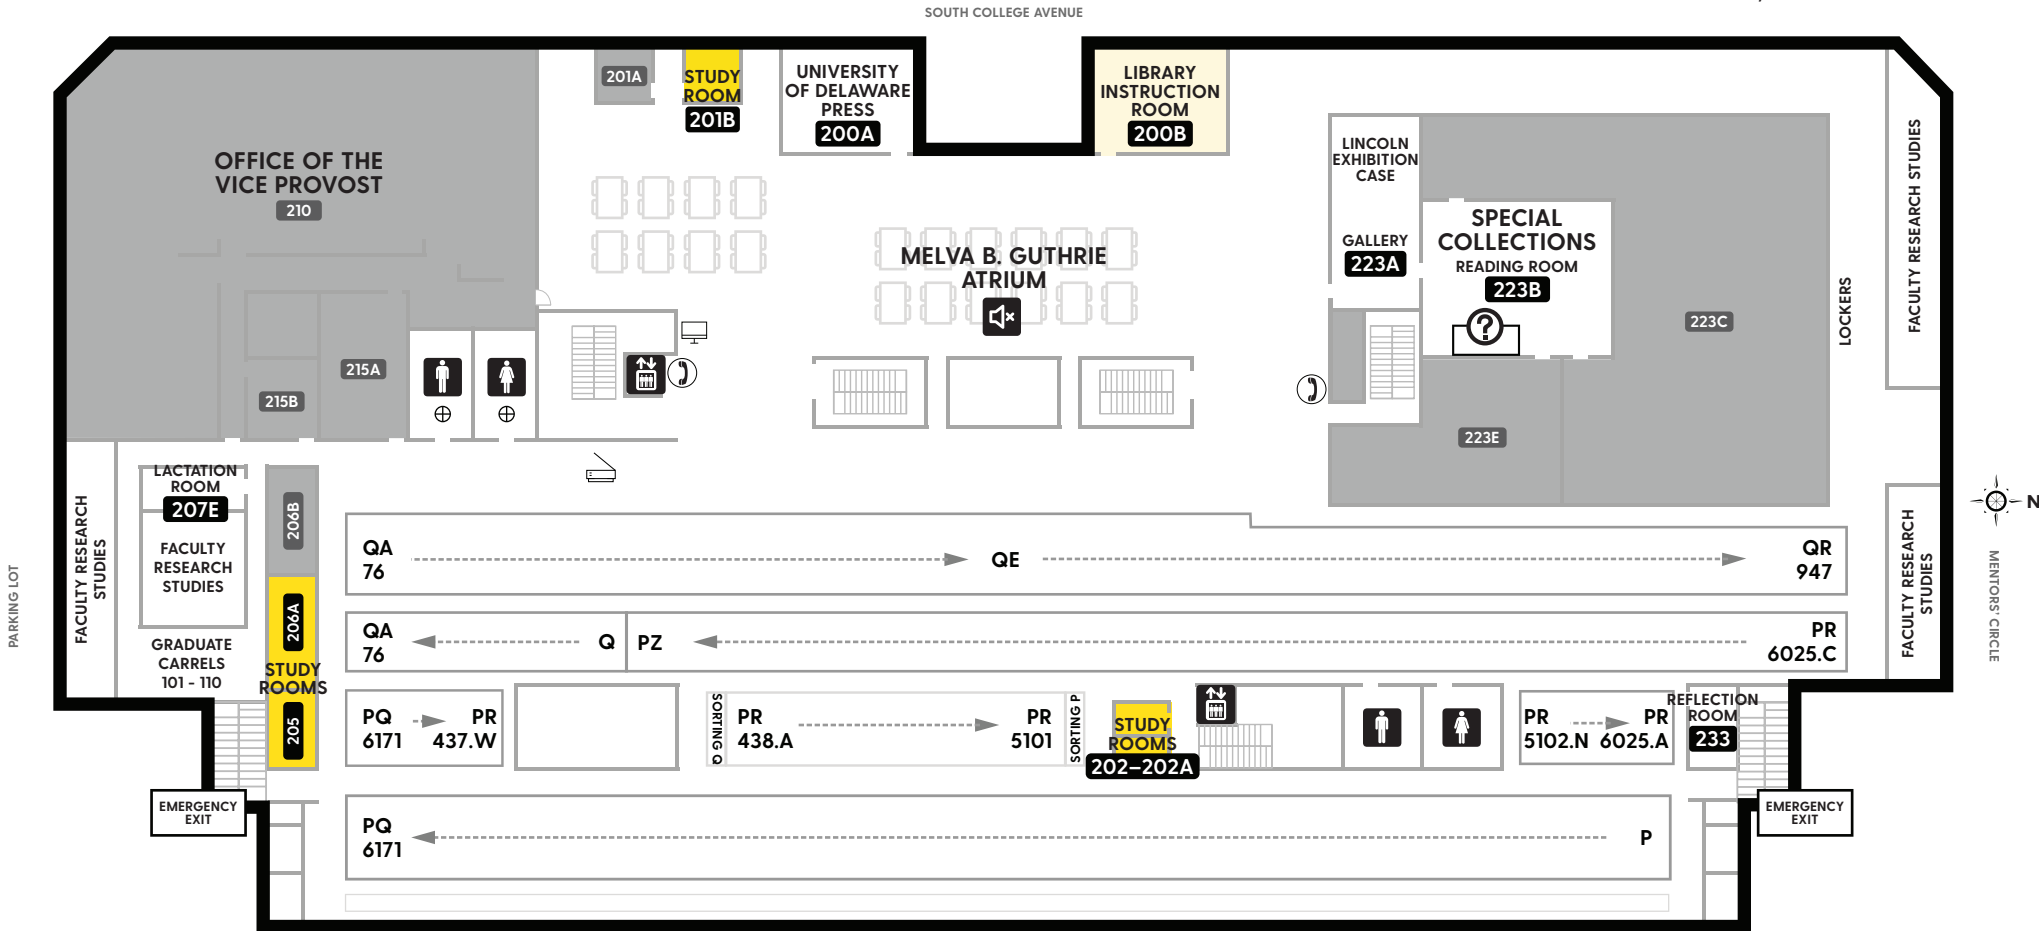 SOUTH COLLEGE AVENUE
201A
STUDY
ROOM
201B
UNIVERSITY
OF DELAWARE
PRESS
200A
LIBRARY
INSTRUCTION
ROOM
200B
OFFICE OF THE
VICE PROVOST
210
LINCOLN
EXHIBITION
CASE
GALLERY
223A
SPECIAL
COLLECTIONS
READING ROOM
223B
?
223C
LOCKERS
FACULTY RESEARCH STUDIES
MELVA B. GUTHRIE
ATRIUM
215A
215B
223E
LACTATION
ROOM
207E
206B
FACULTY RESEARCH
STUDIES
FACULTY
RESEARCH
STUDIES
GRADUATE
CARRELS
101 - 110
206A
STUDY
ROOMS
205
QA
76
QE
QR
947
QA
76
Q
PZ
PR
6025.C
PQ
6171
PR
437.W
SORTING Q
PR
438.A
PR
5101
SORTING P
STUDY
ROOMS
202–202A
PR
5102.N
PR
6025.A
REFLECTION
ROOM
233
FACULTY RESEARCH
STUDIES
N
MENTORS' CIRCLE
PARKING LOT
EMERGENCY
EXIT
EMERGENCY
EXIT
PQ
6171
P